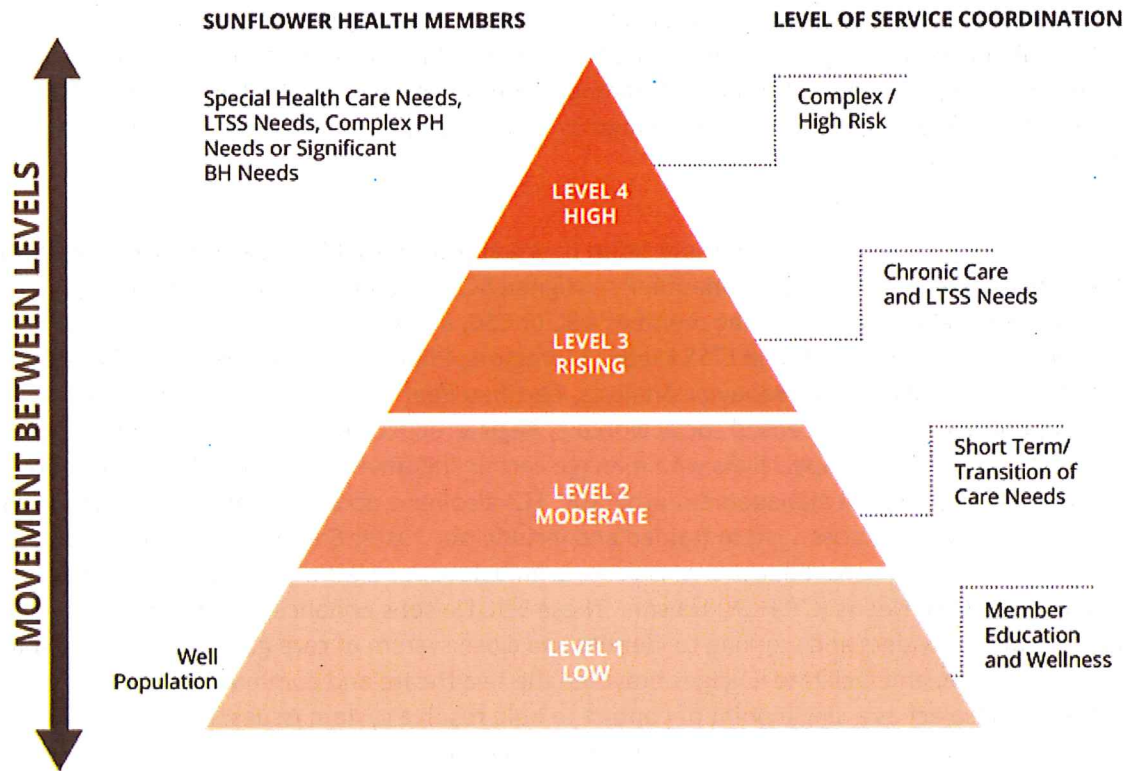 SUNFLOWER HEALTH MEMBERS
LEVEL OF SERVICE COORDINATION
MOVEMENT BETWEEN LEVELS
Special Health Care Needs,
LTSS Needs, Complex PH
Needs or Significant
BH Needs
LEVEL 4
HIGH
Complex /
High Risk
LEVEL 3
RISING
Chronic Care
and LTSS Needs
LEVEL 2
MODERATE
Short Term/
Transition of
Care Needs
Well
Population
LEVEL 1
LOW
Member
Education
and Wellness